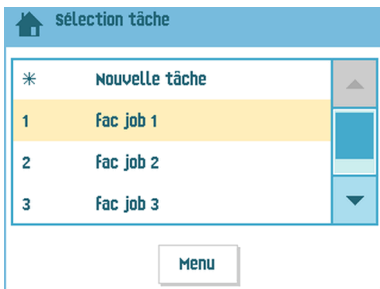 Sélection tâche
* Nouvelle tâche
1 fac job 1
2 fac job 2
3 fac job 3
Menu